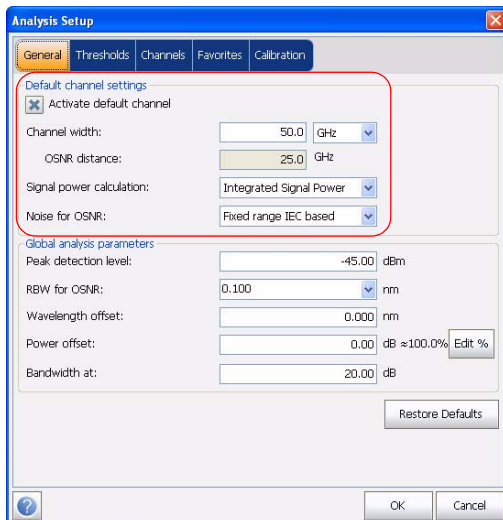 Analysis Setup
General Thresholds Channels Favorites Calibration
Default channel settings
Activate default channel
Channel width: 50.0 GHz
OSNR distance: 25.0 GHz
Signal power calculation: Integrated Signal Power
Noise for OSNR: Fixed range IEC based
Global analysis parameters
Peak detection level: -45.00 dBm
RBW for OSNR: 0.100 nm
Wavelength offset: 0.000 nm
Power offset: 0.00 dB ≈100.0% Edit %
Bandwidth at: 20.00 dB
Restore Defaults
? OK Cancel